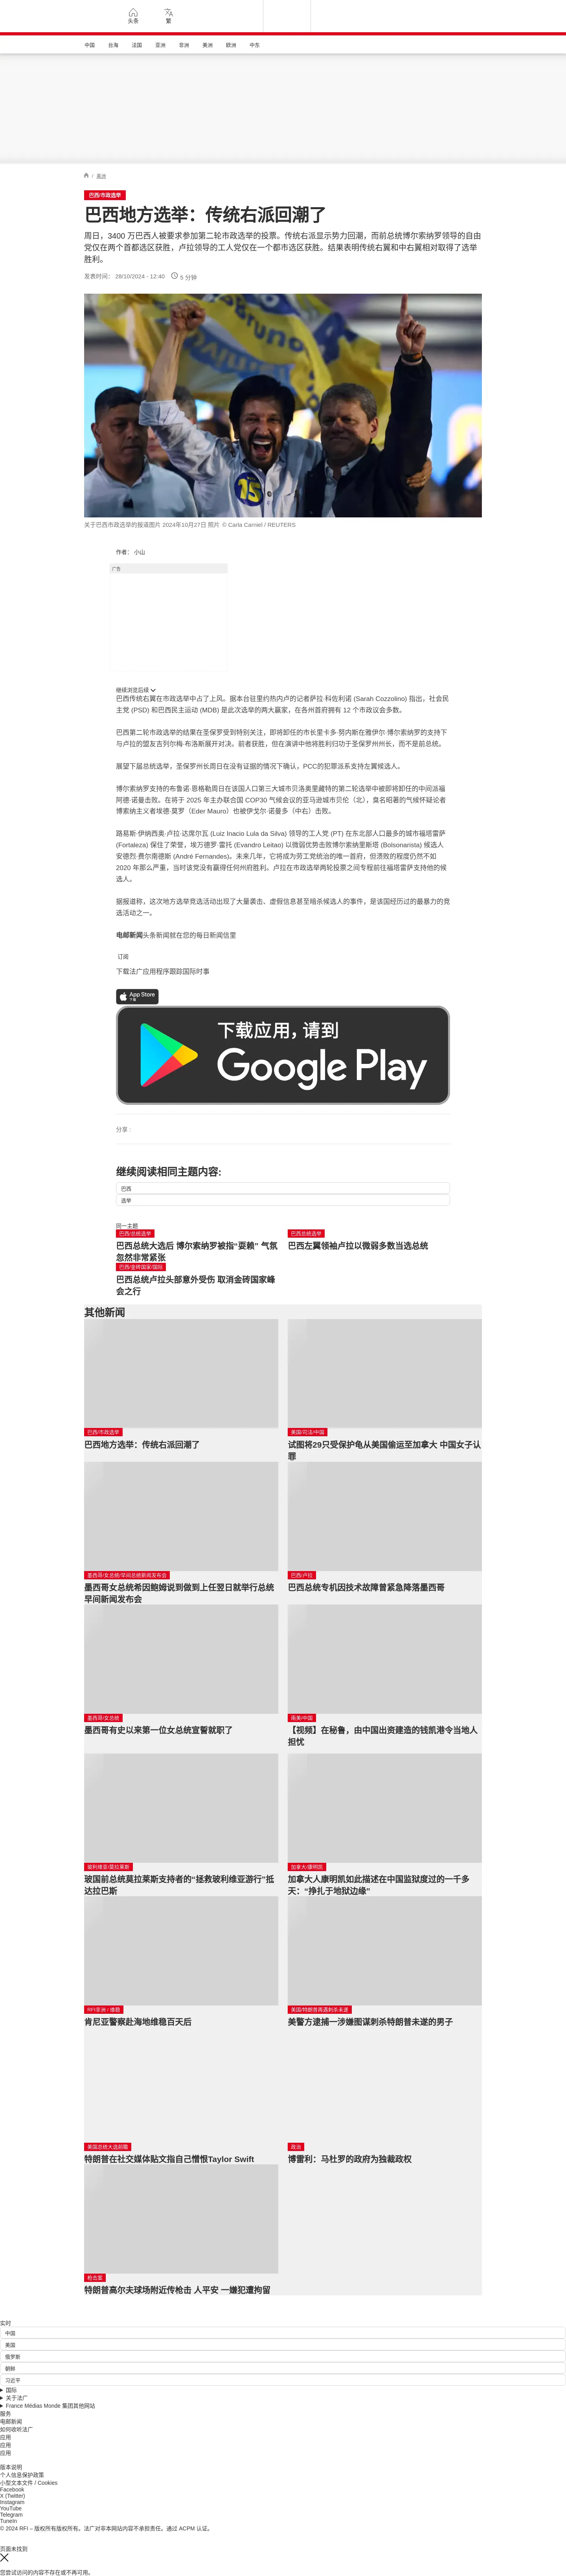 头条
繁
中国
台海
法国
亚洲
非洲
美洲
欧洲
中东
/ 美洲
巴西/市政选举
巴西地方选举：传统右派回潮了
周日，3400 万巴西人被要求参加第二轮市政选举的投票。传统右派显示势力回潮，而前总统博尔索纳罗领导的自由党仅在两个首都选区获胜，卢拉领导的工人党仅在一个都市选区获胜。结果表明传统右翼和中右翼相对取得了选举胜利。
发表时间： 28/10/2024 - 12:40
5 分钟
关于巴西市政选举的报道图片 2024年10月27日 照片 © Carla Carniel / REUTERS
作者： 小山
广告
继续浏览后续
巴西传统右翼在市政选举中占了上风。据本台驻里约热内卢的记者萨拉·科佐利诺 (Sarah Cozzolino) 指出，社会民主党 (PSD) 和巴西民主运动 (MDB) 是此次选举的两大赢家，在各州首府拥有 12 个市政议会多数。
巴西第二轮市政选举的结果在圣保罗受到特别关注，即将卸任的市长里卡多·努内斯在雅伊尔·博尔索纳罗的支持下与卢拉的盟友吉列尔梅·布洛斯展开对决。前者获胜，但在演讲中他将胜利归功于圣保罗州州长，而不是前总统。
展望下届总统选举，圣保罗州长周日在没有证据的情况下确认，PCC的犯罪派系支持左翼候选人。
博尔索纳罗支持的布鲁诺·恩格勒周日在该国人口第三大城市贝洛奥里藏特的第二轮选举中被即将卸任的中间派福阿德·诺曼击败。在将于 2025 年主办联合国 COP30 气候会议的亚马逊城市贝伦（北），臭名昭著的气候怀疑论者博索纳主义者埃德·莫罗（Eder Mauro）也被伊戈尔·诺曼多（中右）击败。
路易斯·伊纳西奥·卢拉·达席尔瓦 (Luiz Inacio Lula da Silva) 领导的工人党 (PT) 在东北部人口最多的城市福塔雷萨 (Fortaleza) 保住了荣誉，埃万德罗·雷托 (Evandro Leitao) 以微弱优势击败博尔索纳里斯塔 (Bolsonarista) 候选人安德烈·费尔南德斯 (André Fernandes)。未来几年，它将成为劳工党统治的唯一首府，但溃败的程度仍然不如 2020 年那么严重，当时该党没有赢得任何州府胜利。卢拉在市政选举两轮投票之间专程前往福塔雷萨支持他的候选人。
据报道称，这次地方选举竞选活动出现了大量袭击、虚假信息甚至暗杀候选人的事件，是该国经历过的最暴力的竞选活动之一。
电邮新闻头条新闻就在您的每日新闻信里
订阅
下载法广应用程序跟踪国际时事
App Store
下载
下载应用，请到
Google Play
分享 :
继续阅读相同主题内容:
巴西
选举
同一主题
巴西/总统选举
巴西总统大选后 博尔索纳罗被指“耍赖” 气氛忽然非常紧张
巴西总统选举
巴西左翼领袖卢拉以微弱多数当选总统
巴西/金砖国家/国际
巴西总统卢拉头部意外受伤 取消金砖国家峰会之行
其他新闻
巴西/市政选举
巴西地方选举：传统右派回潮了
美国/司法/中国
试图将29只受保护龟从美国偷运至加拿大 中国女子认罪
墨西哥/女总统/早间总统新闻发布会
墨西哥女总统希因鲍姆说到做到上任翌日就举行总统早间新闻发布会
巴西/卢拉
巴西总统专机因技术故障曾紧急降落墨西哥
墨西哥/女总统
墨西哥有史以来第一位女总统宣誓就职了
南美/中国
【视频】在秘鲁，由中国出资建造的钱凯港令当地人担忧
玻利维亚/莫拉莱斯
玻国前总统莫拉莱斯支持者的“拯救玻利维亚游行”抵达拉巴斯
加拿大/康明凯
加拿大人康明凯如此描述在中国监狱度过的一千多天：“挣扎于地狱边缘”
RFI非洲 / 维稳
肯尼亚警察赴海地维稳百天后
美国/特朗普再遇刺杀未遂
美警方逮捕一涉嫌图谋刺杀特朗普未遂的男子
美国总统大选前瞻
特朗普在社交媒体贴文指自己憎恨Taylor Swift
政治
博雷利：马杜罗的政府为独裁政权
枪击案
特朗普高尔夫球场附近传枪击 人平安 一嫌犯遭拘留
实时
中国
美国
俄罗斯
朝鲜
习近平
国际
关于法广
France Médias Monde 集团其他网站
服务
电邮新闻
如何收听法广
应用
应用
应用
版本说明
个人信息保护政策
小型文本文件 / Cookies
Facebook
X (Twitter)
Instagram
YouTube
Telegram
TuneIn
© 2024 RFI – 版权所有版权所有。法广对非本网站内容不承担责任。通过 ACPM 认证。
页面未找到
您尝试访问的内容不存在或不再可用。